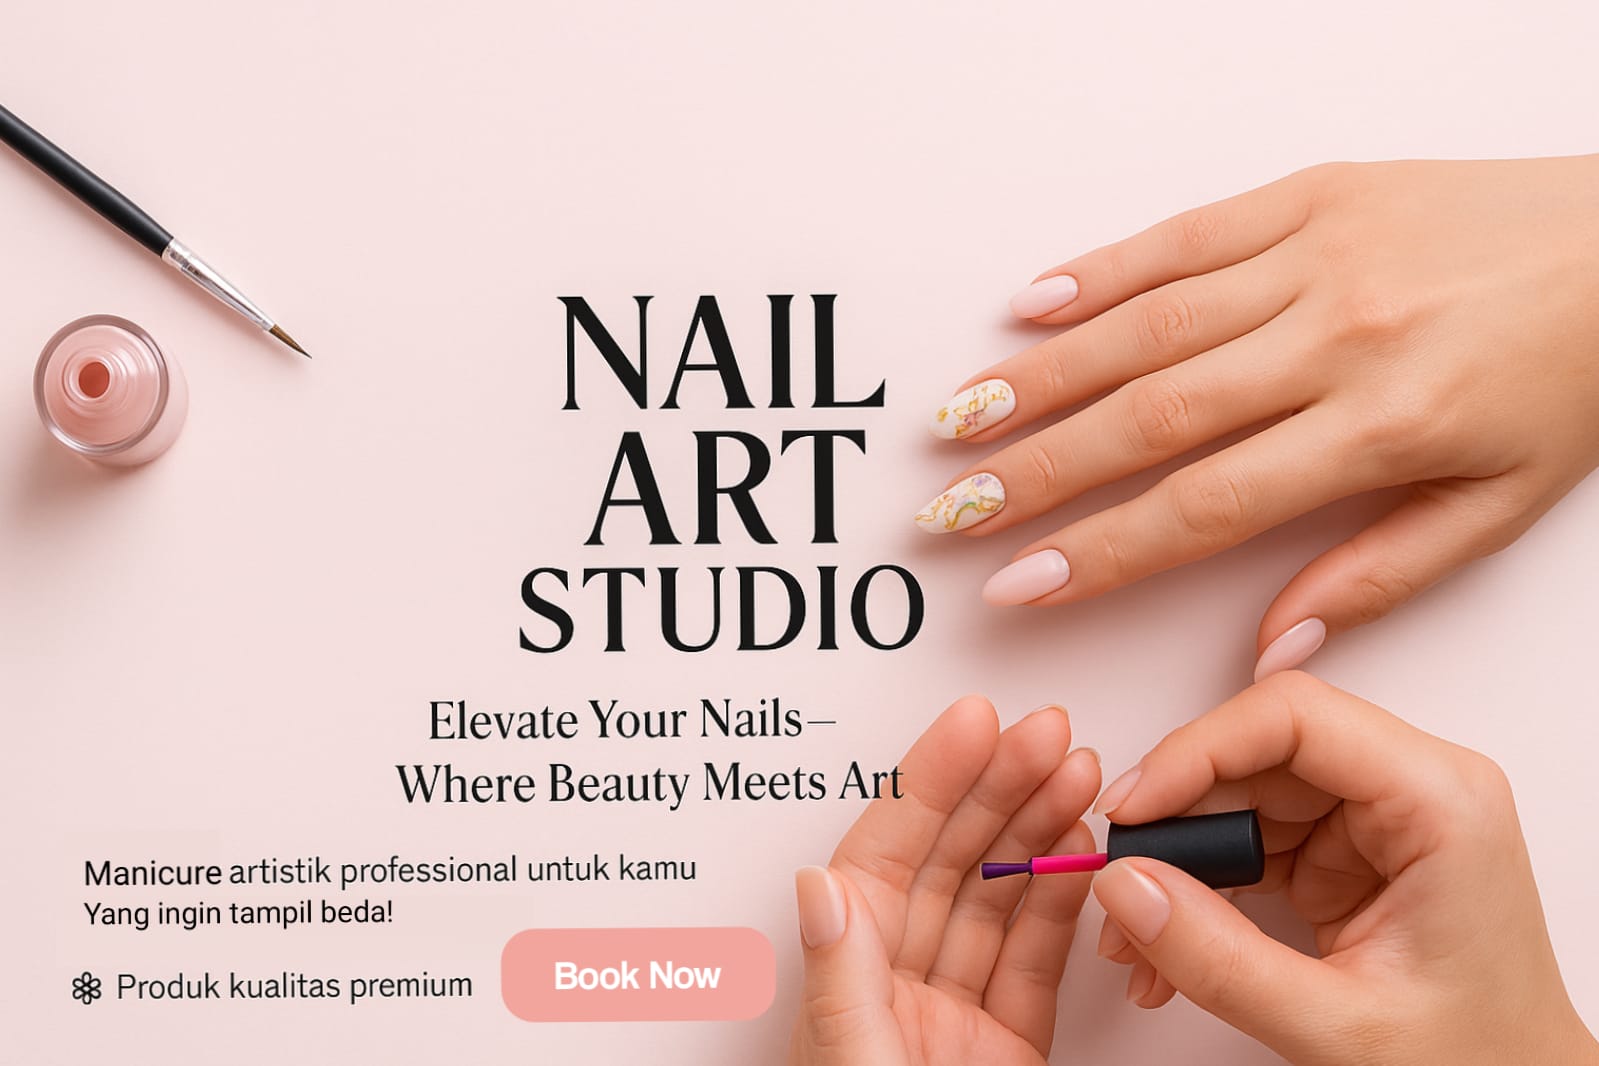 NAIL
ART
STUDIO
Elevate Your Nails—
Where Beauty Meets Art
Manicure artistik professional untuk kamu
Yang ingin tampil beda!
Produk kualitas premium
Book Now